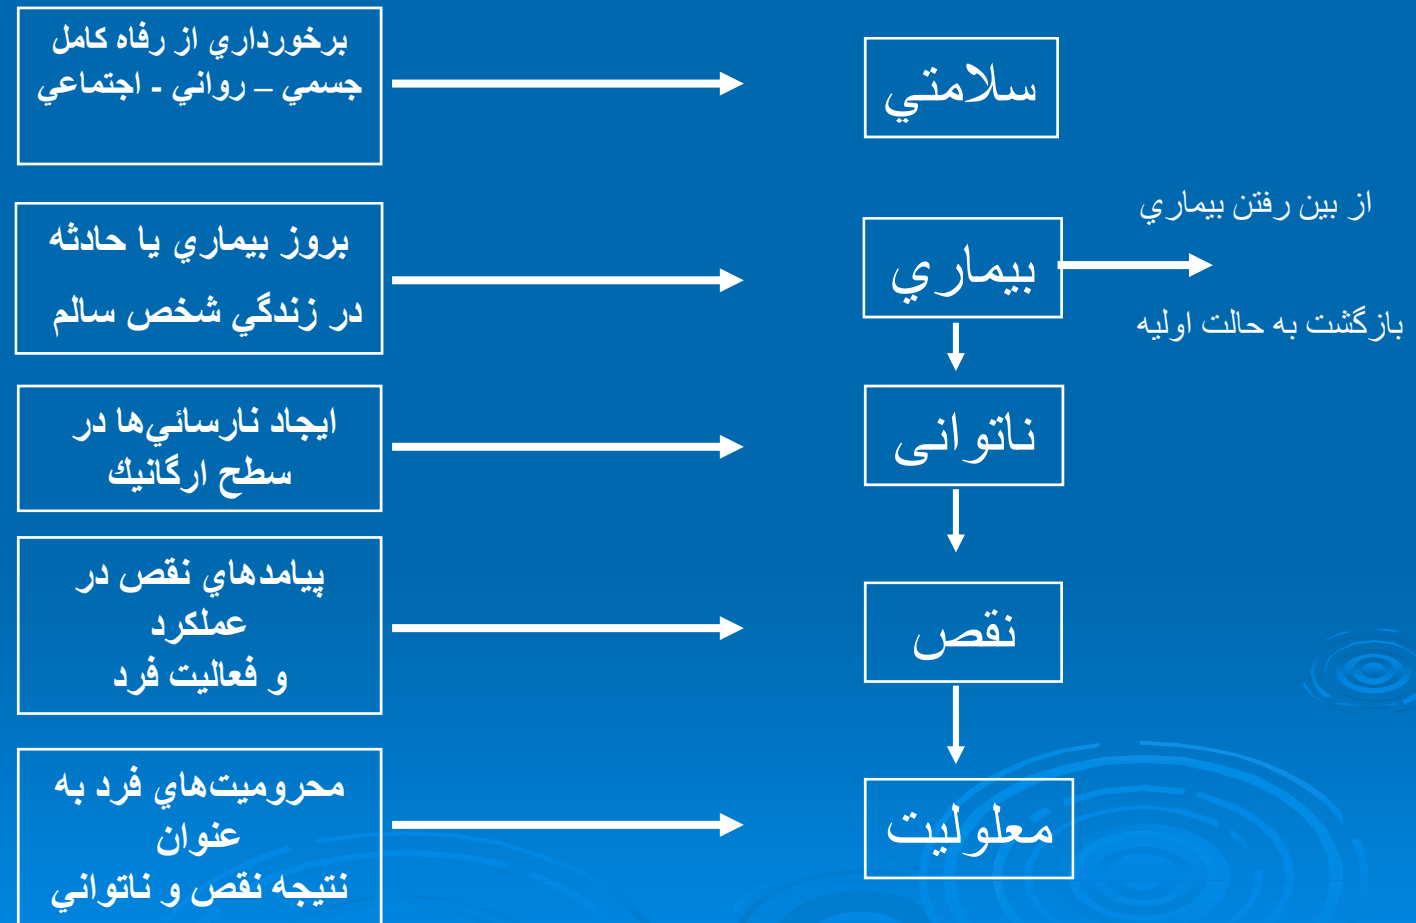 برخورداري از رفاه كامل
جسمي – رواني - اجتماعي
سلامتي
بروز بيماري يا حادثه
در زندگي شخص سالم
بيماري
از بين رفتن بيماري
بازگشت به حالت اوليه
ايجاد نارسائي‌ها در
سطح ارگانيك
ناتوانی
پيامدهاي نقص در
عملكرد
و فعاليت فرد
نقص
محروميت‌هاي فرد به
عنوان
نتيجه نقص و ناتواني
معلوليت